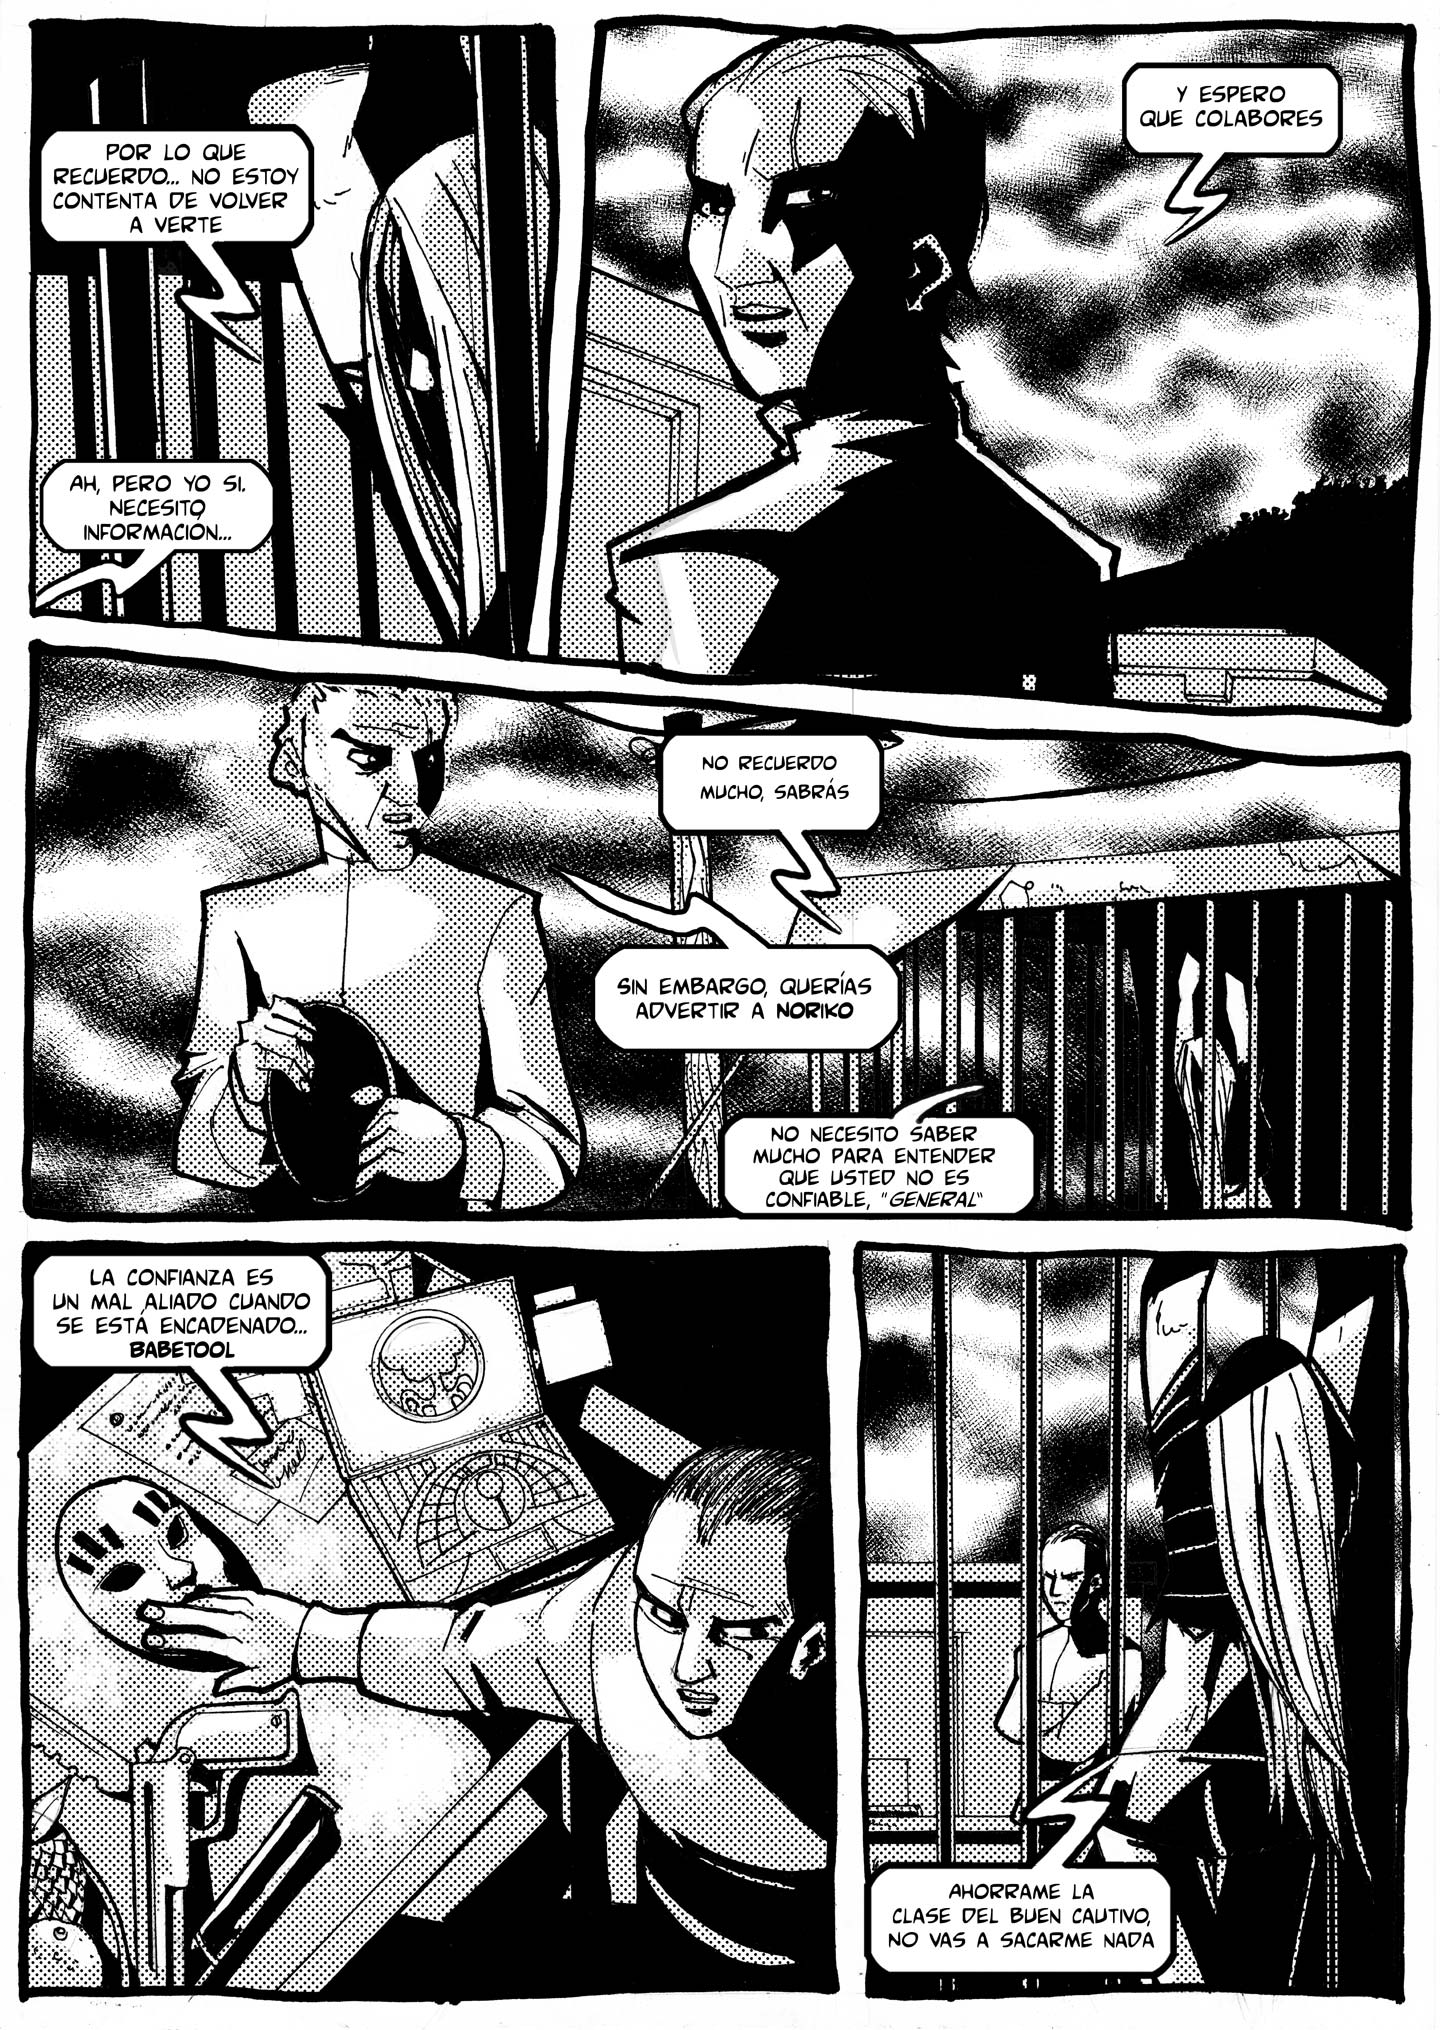 POR LO QUE
RECUERDO... NO ESTOY
CONTENTA DE VOLVER
A VERTE
AH, PERO YO SI.
NECESITO
INFORMACIÓN...
Y ESPERO
QUE COLABORES
NO RECUERDO
MUCHO, SABRÁS
SIN EMBARGO, QUERÍAS
ADVERTIR A NORIKO
NO NECESITO SABER
MUCHO PARA ENTENDER
QUE USTED NO ES
CONFIABLE, "GENERAL"
LA CONFIANZA ES
UN MAL ALIADO CUANDO
SE ESTÁ ENCADENADO...
BABETOOL
AHORRAME LA
CLASE DEL BUEN CAUTIVO,
NO VAS A SACARME NADA